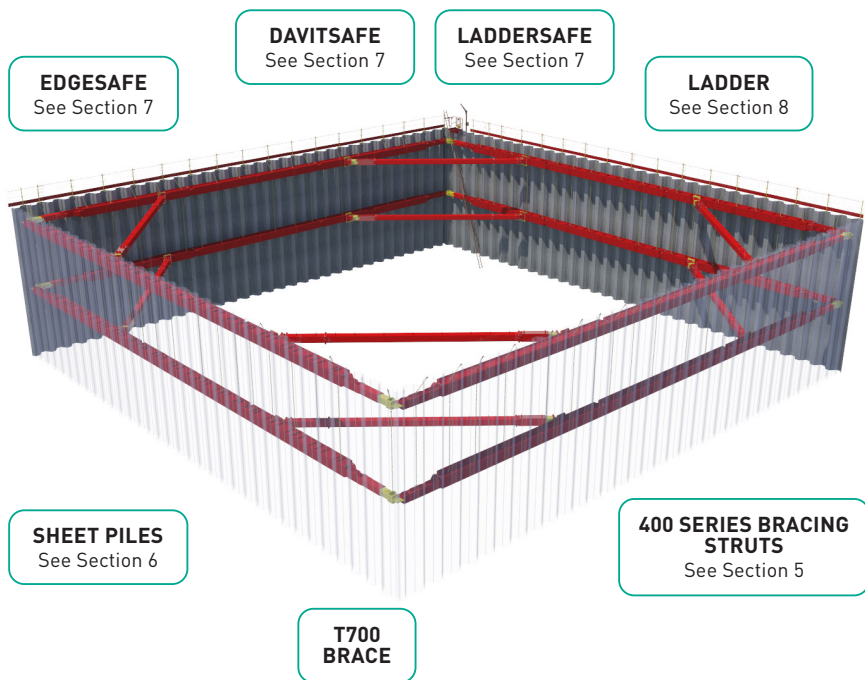 DAVITSAFE
See Section 7
LADDERSAFE
See Section 7
EDGESAFE
See Section 7
LADDER
See Section 8
SHEET PILES
See Section 6
400 SERIES BRACING
STRUTS
See Section 5
T700
BRACE